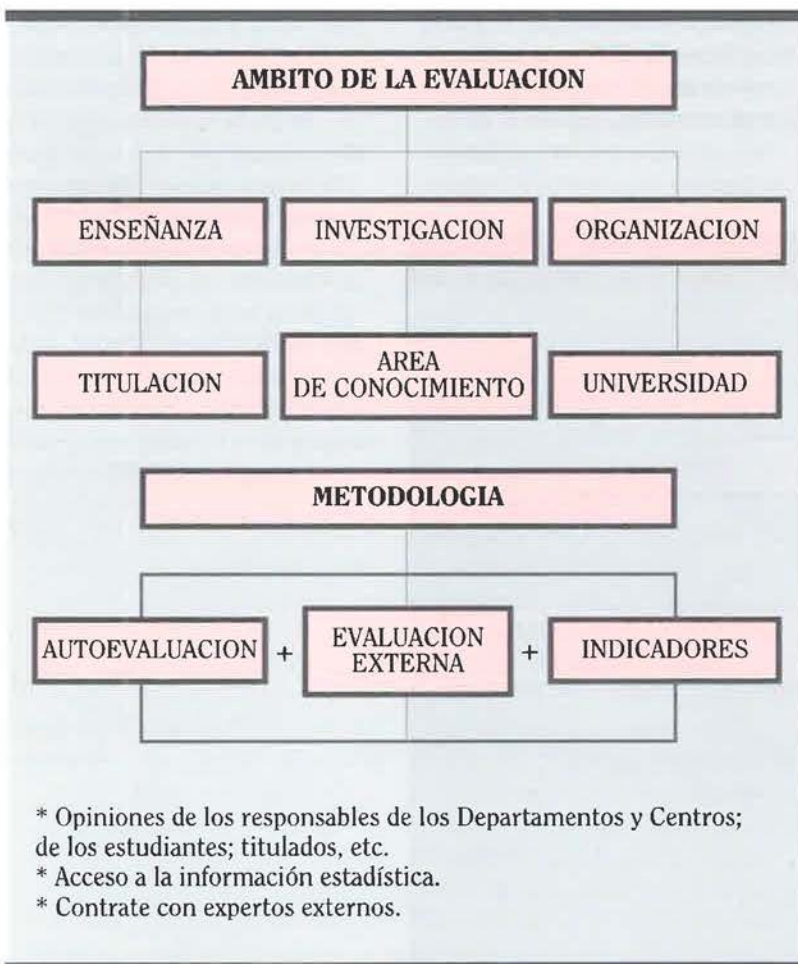 AMBITO DE LA EVALUACION
ENSEÑANZA
INVESTIGACION
ORGANIZACION
TITULACION
AREA
DE CONOCIMIENTO
UNIVERSIDAD
METODOLOGIA
AUTOEVALUACION
+
EVALUACION
EXTERNA
+
INDICADORES
* Opiniones de los responsables de los Departamentos y Centros;
de los estudiantes; titulados, etc.
* Acceso a la información estadística.
* Contrate con expertos externos.